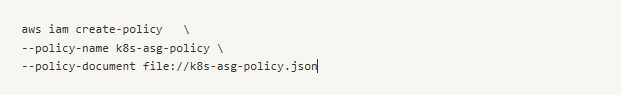 aws iam create-policy   \
--policy-name k8s-asg-policy \
--policy-document file://k8s-asg-policy.json